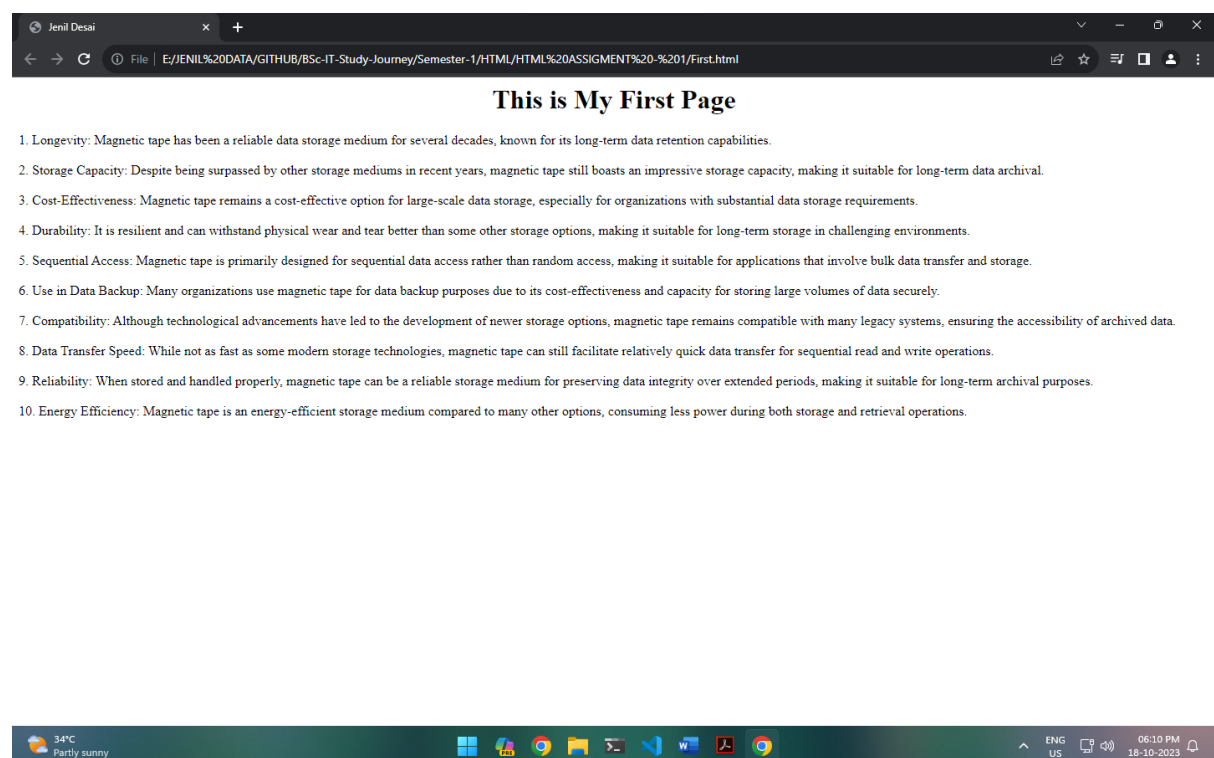 Jenil Desai
File | E:/JENIL%20DATA/GITHUB/BSc-IT-Study-Journey/Semester-1/HTML/HTML%20ASSIGMENT%20-%201/First.html
This is My First Page
1. Longevity: Magnetic tape has been a reliable data storage medium for several decades, known for its long-term data retention capabilities.
2. Storage Capacity: Despite being surpassed by other storage mediums in recent years, magnetic tape still boasts an impressive storage capacity, making it suitable for long-term data archival.
3. Cost-Effectiveness: Magnetic tape remains a cost-effective option for large-scale data storage, especially for organizations with substantial data storage requirements.
4. Durability: It is resilient and can withstand physical wear and tear better than some other storage options, making it suitable for long-term storage in challenging environments.
5. Sequential Access: Magnetic tape is primarily designed for sequential data access rather than random access, making it suitable for applications that involve bulk data transfer and storage.
6. Use in Data Backup: Many organizations use magnetic tape for data backup purposes due to its cost-effectiveness and capacity for storing large volumes of data securely.
7. Compatibility: Although technological advancements have led to the development of newer storage options, magnetic tape remains compatible with many legacy systems, ensuring the accessibility of archived data.
8. Data Transfer Speed: While not as fast as some modern storage technologies, magnetic tape can still facilitate relatively quick data transfer for sequential read and write operations.
9. Reliability: When stored and handled properly, magnetic tape can be a reliable storage medium for preserving data integrity over extended periods, making it suitable for long-term archival purposes.
10. Energy Efficiency: Magnetic tape is an energy-efficient storage medium compared to many other options, consuming less power during both storage and retrieval operations.
34°C
Partly sunny
PRE
ENG
US
06:10 PM
18-10-2023